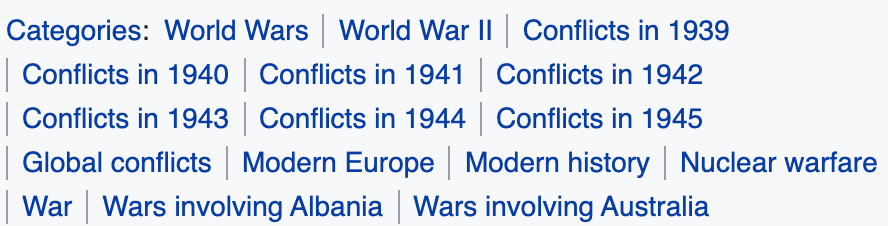 Categories: World Wars | World War II | Conflicts in 1939
| Conflicts in 1940 | Conflicts in 1941 | Conflicts in 1942
| Conflicts in 1943 | Conflicts in 1944 | Conflicts in 1945
| Global conflicts | Modern Europe | Modern history | Nuclear warfare
| War | Wars involving Albania | Wars involving Australia